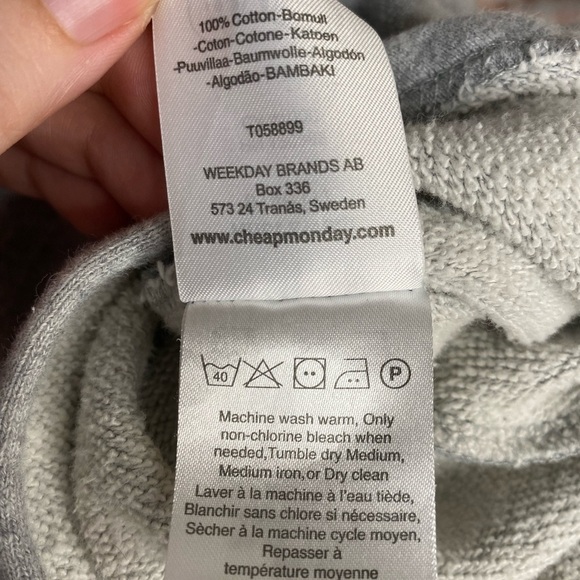 100% Cotton-Bomull
-Coton-Cotone-Katoen
-Puuvillaa-Baumwolle-Algodón
-Algodão-BAMBAKI
T058899
WEEKDAY BRANDS AB
Box 336
573 24 Tranås, Sweden
www.cheapmonday.com
40 P
Machine wash warm, Only
non-chlorine bleach when
needed,Tumble dry Medium,
Medium iron,or Dry clean
Laver à la machine à l'eau tiède,
Blanchir sans chlore si nécessaire,
Sècher à la machine cycle moyen,
Repasser à
température moyenne